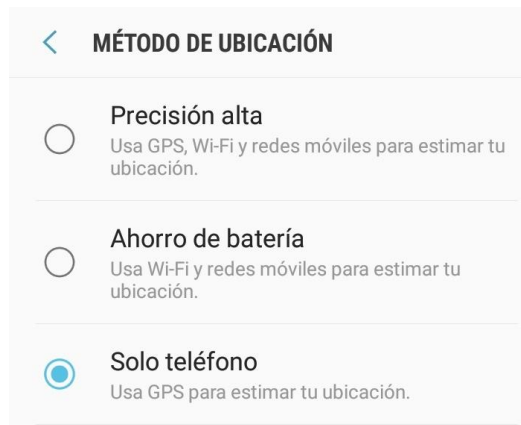 MÉTODO DE UBICACIÓN
Precisión alta
Usa GPS, Wi-Fi y redes móviles para estimar tu
ubicación.
Ahorro de batería
Usa Wi-Fi y redes móviles para estimar tu
ubicación.
Solo teléfono
Usa GPS para estimar tu ubicación.